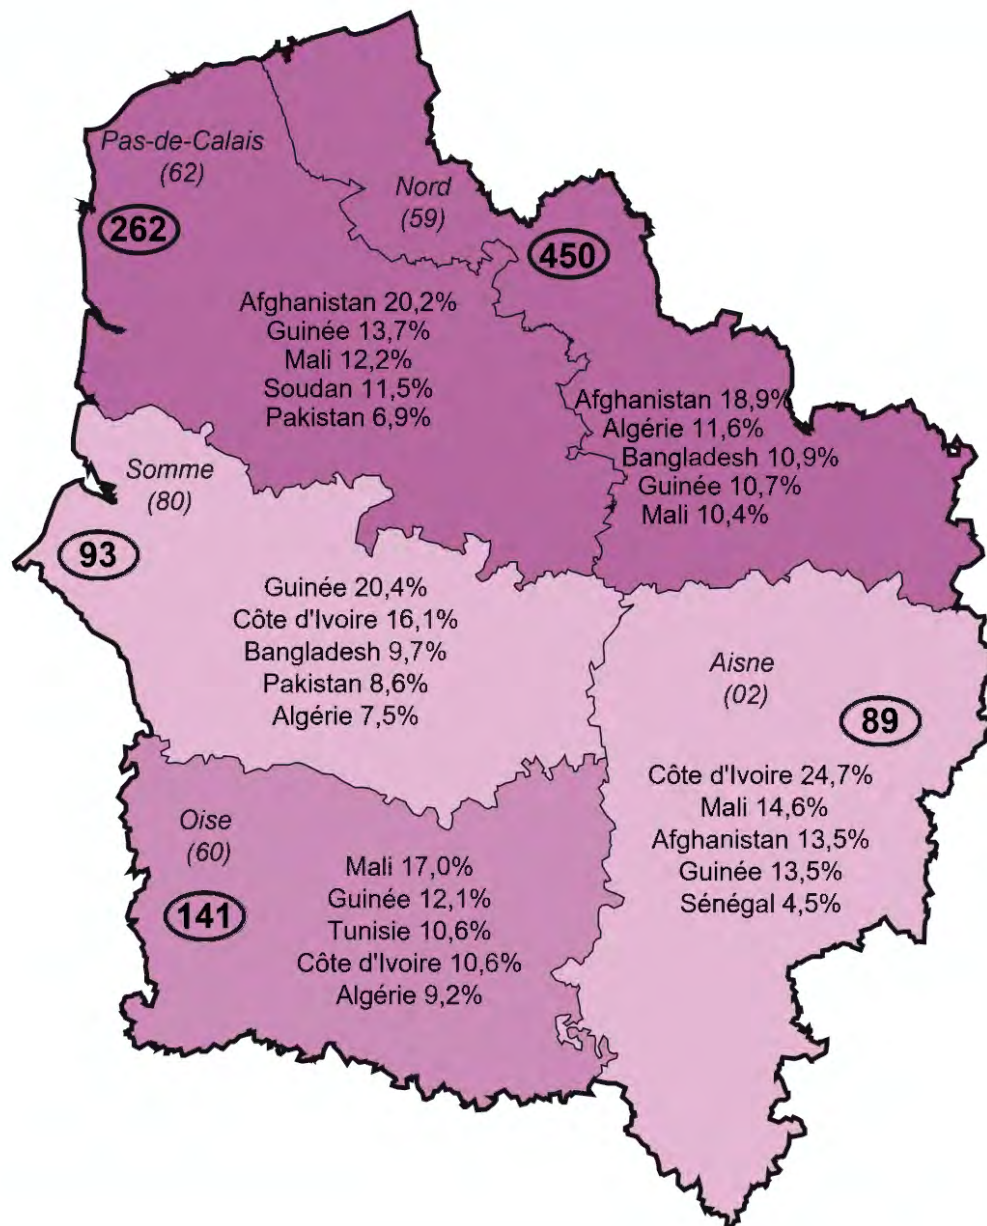 Pas-de-Calais
(62)
262
Nord
(59)
450
Afghanistan 20,2%
Guinée 13,7%
Mali 12,2%
Soudan 11,5%
Pakistan 6,9%
Afghanistan 18,9%
Algérie 11,6%
Bangladesh 10,9%
Guinée 10,7%
Mali 10,4%
Somme
(80)
93
Guinée 20,4%
Côte d'Ivoire 16,1%
Bangladesh 9,7%
Pakistan 8,6%
Algérie 7,5%
Aisne
(02)
89
Côte d'Ivoire 24,7%
Mali 14,6%
Afghanistan 13,5%
Guinée 13,5%
Sénégal 4,5%
Oise
(60)
141
Mali 17,0%
Guinée 12,1%
Tunisie 10,6%
Côte d'Ivoire 10,6%
Algérie 9,2%